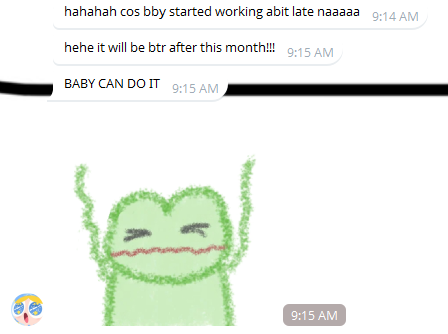 hahahah cos bby started working abit late naaaaa 9:14 AM
hehe it will be btr after this month!!! 9:15 AM
BABY CAN DO IT 9:15 AM
9:15 AM